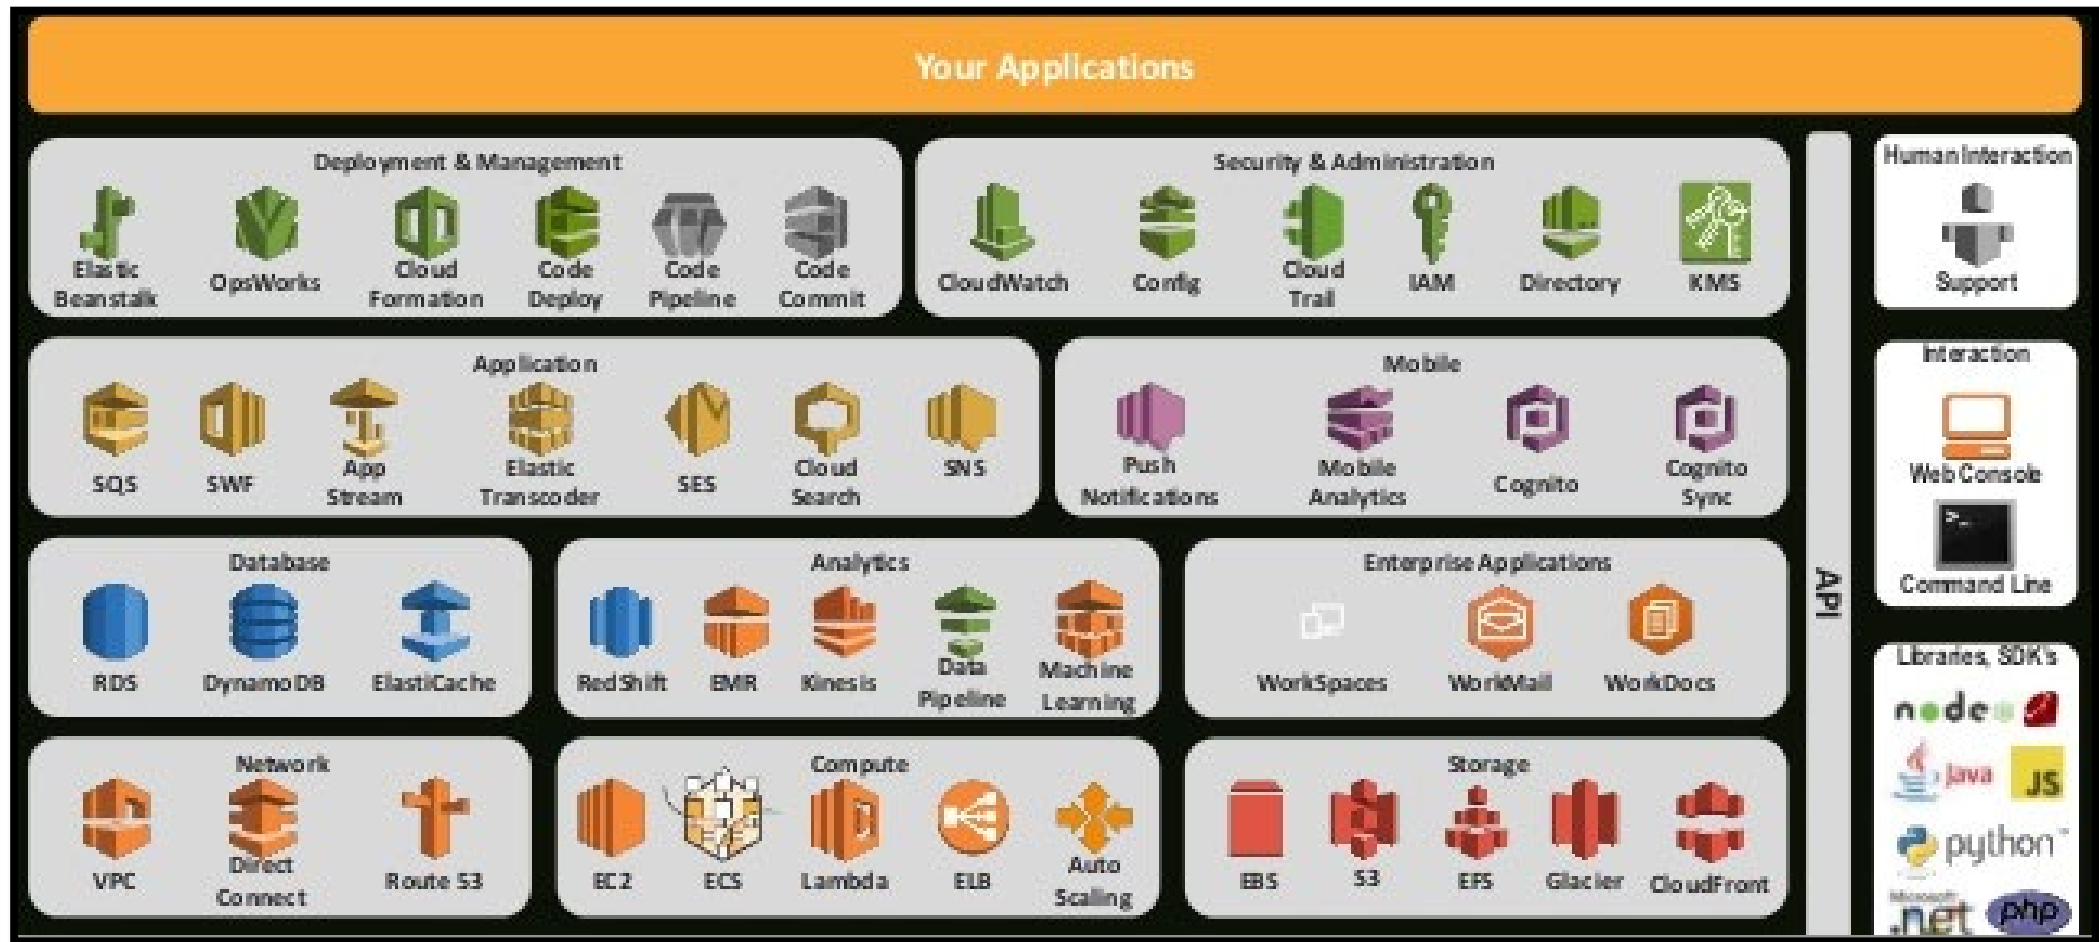 Your Applications
Deployment & Management
Elastic
Beanstalk
OpsWorks
Cloud
Formation
Code
Deploy
Code
Pipeline
Code
Commit
Security & Administration
CloudWatch
Config
Cloud
Trail
IAM
Directory
KMS
Human Interaction
Support
Application
SQS
SWF
App
Stream
Elastic
Transcoder
SES
Cloud
Search
SNS
Mobile
Push
Notifications
Mobile
Analytics
Cognito
Cognito
Sync
Interaction
Web Console
>_
Command Line
Database
RDS
DynamoDB
ElastiCache
Analytics
RedShift
EMR
Kinesis
Data
Pipeline
Machine
Learning
Enterprise Applications
WorkSpaces
WorkMail
WorkDocs
API
Libraries, SDK's
node
java
JS
python™
Microsoft
.net
php
Network
VPC
Direct
Connect
Route 53
Compute
EC2
ECS
Lambda
ELB
Auto
Scaling
Storage
EBS
S3
EFS
Glacier
CloudFront